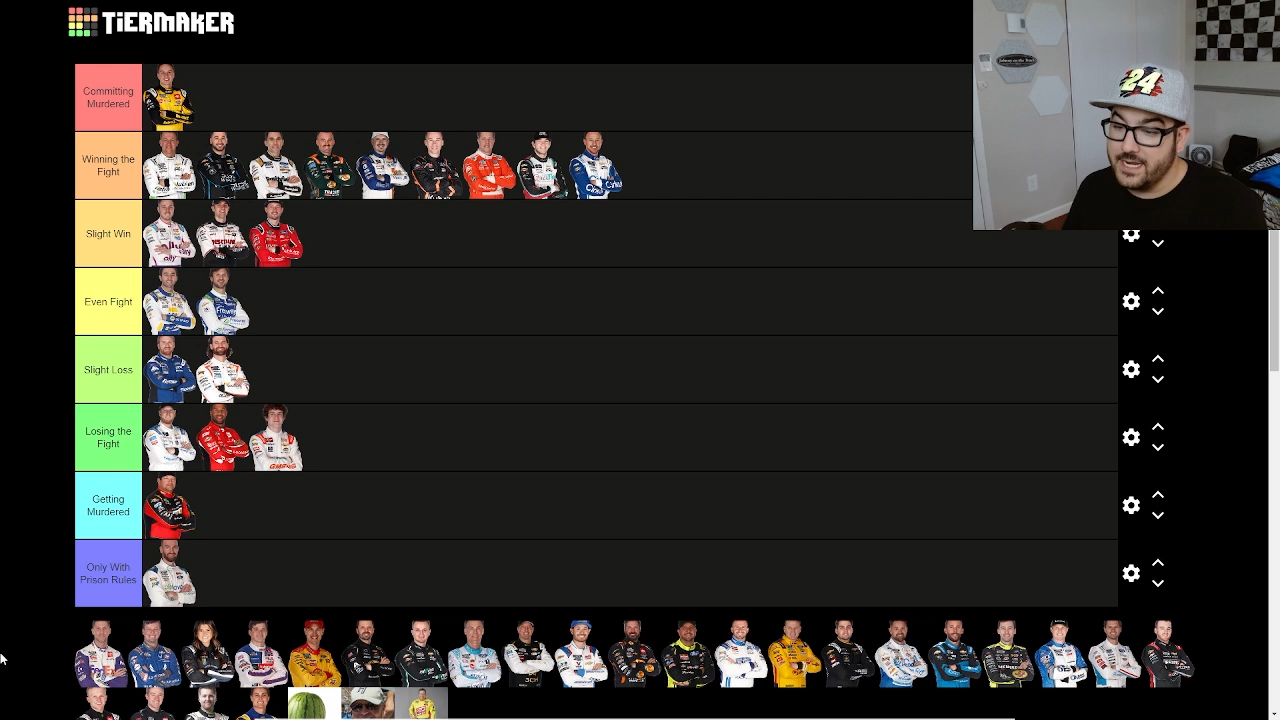 TiERMAKER
Committing
Murdered
Winning the
Fight
Slight Win
Even Fight
Slight Loss
Losing the
Fight
Getting
Murdered
Only With
Prison Rules
24
ally